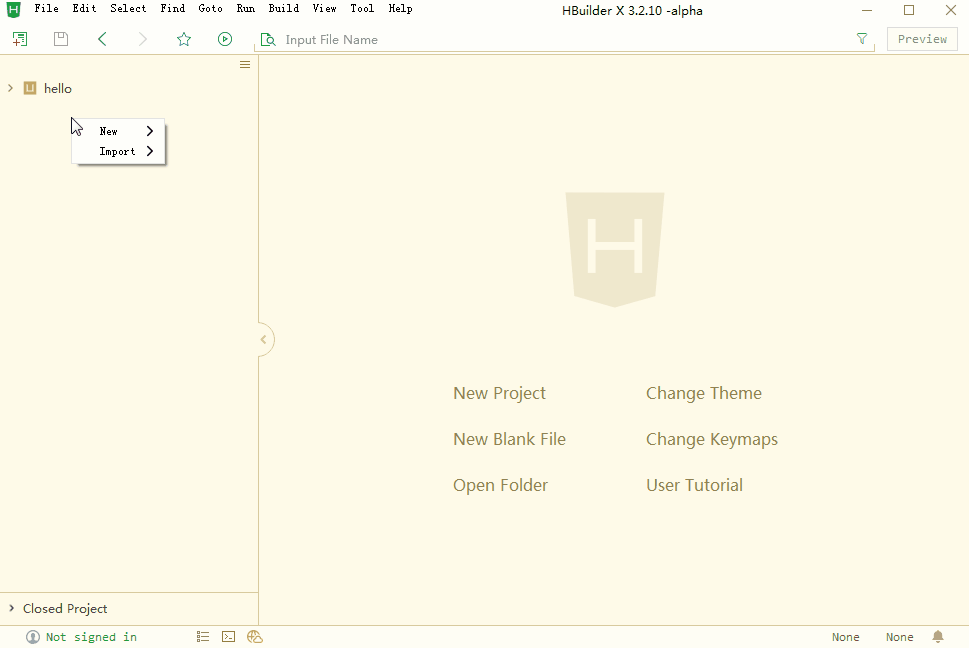 File Edit Select Find Goto Run Build View Tool Help
HBuilder X 3.2.10 -alpha
Input File Name
Preview
hello
New
Import
H
New Project
Change Theme
New Blank File
Change Keymaps
Open Folder
User Tutorial
Closed Project
Not signed in
None
None